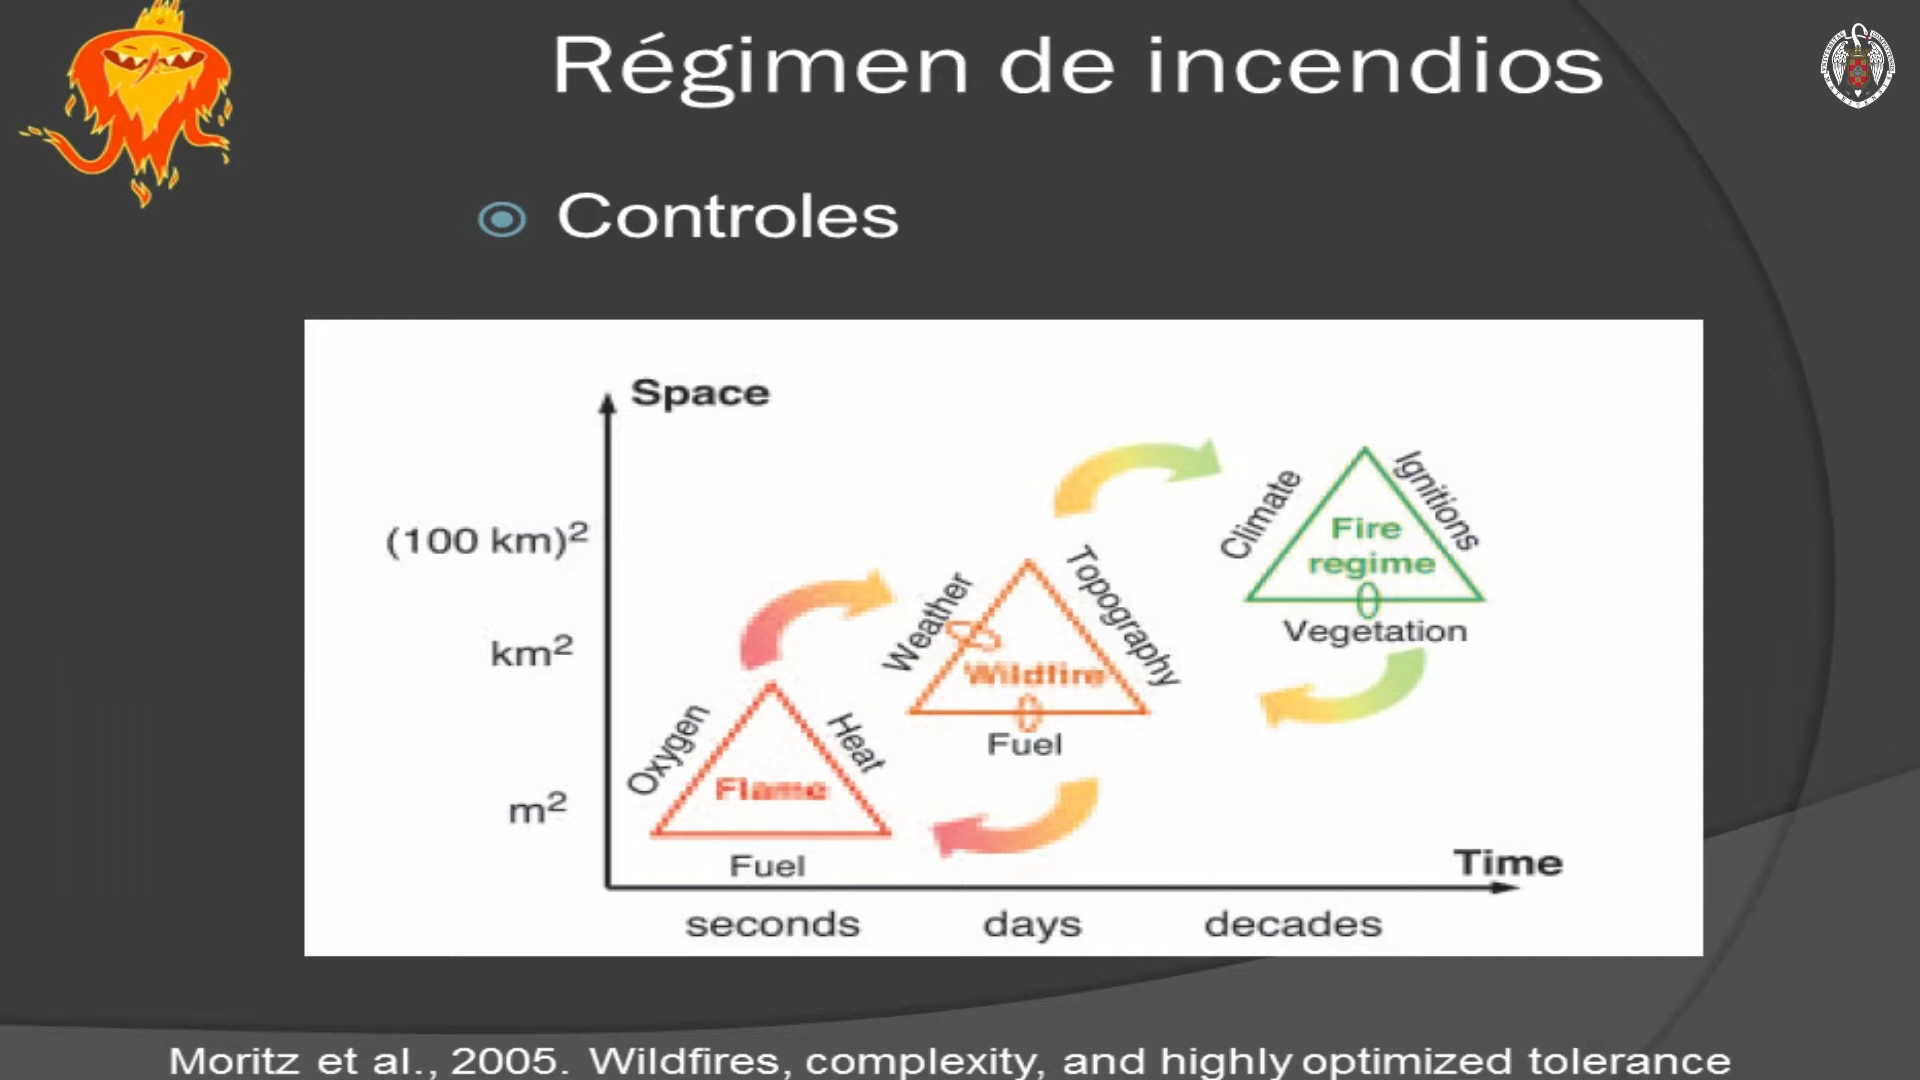 Régimen de incendios
Controles
Space
(100 km)²
km²
m²
Oxygen
Heat
Flame
Fuel
Weather
Topography
Wildfire
Fuel
Climate
Ignitions
Fire
regime
Vegetation
Time
seconds
days
decades
Moritz et al., 2005. Wildfires, complexity, and highly optimized tolerance